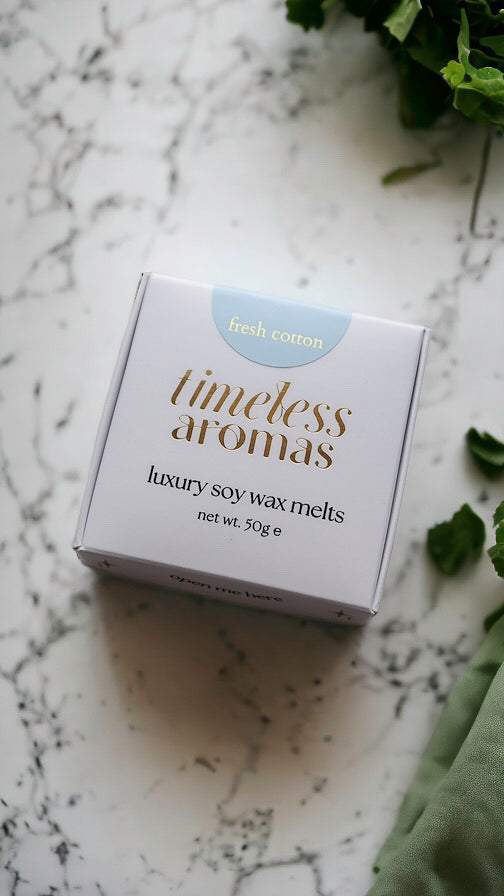 fresh cotton
timeless
aromas
luxury soy wax melts
net wt. 50g e
open me here